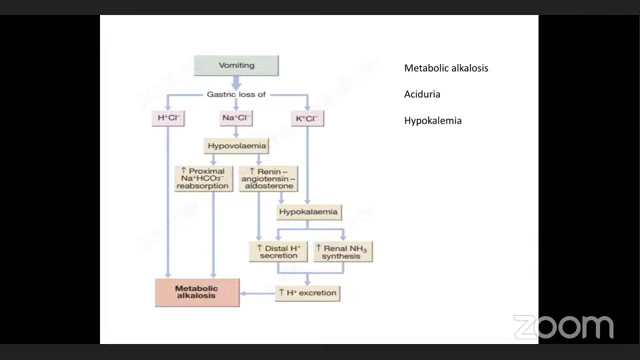 Vomiting
Gastric loss of
H⁺Cl⁻
Na⁺Cl⁻
K⁺Cl⁻
Hypovolaemia
↑ Proximal
Na⁺HCO₃⁻
reabsorption
↑ Renin–
angiotensin–
aldosterone
Hypokalaemia
↑ Distal H⁺
secretion
↑ Renal NH₃
synthesis
↑ H⁺ excretion
Metabolic
alkalosis
Metabolic alkalosis
Aciduria
Hypokalemia
zoom